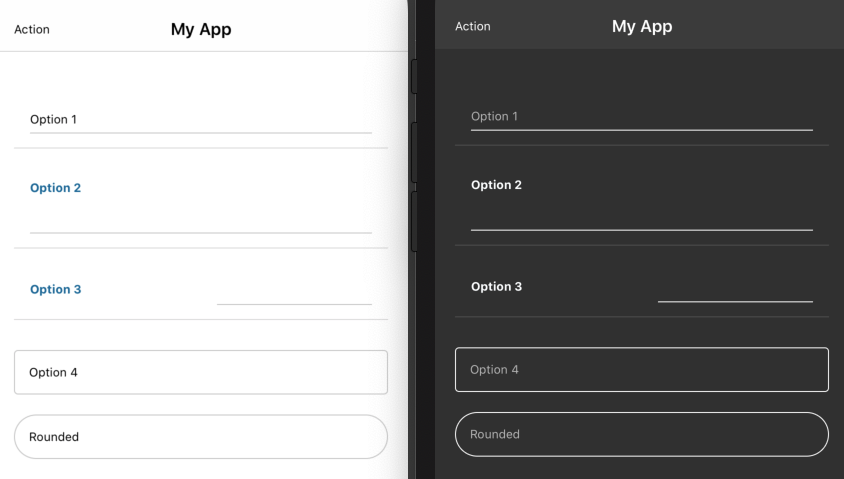 Action
My App
Option 1
Option 2
Option 3
Option 4
Rounded
Action
My App
Option 1
Option 2
Option 3
Option 4
Rounded